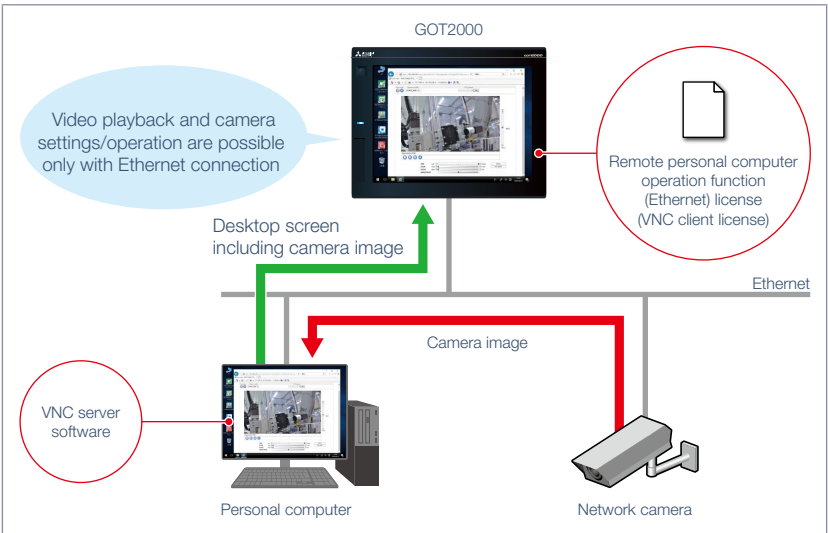 GOT2000
Video playback and camera
settings/operation are possible
only with Ethernet connection
Remote personal computer
operation function
(Ethernet) license
(VNC client license)
Desktop screen
including camera image
Ethernet
Camera image
VNC server
software
Personal computer
Network camera